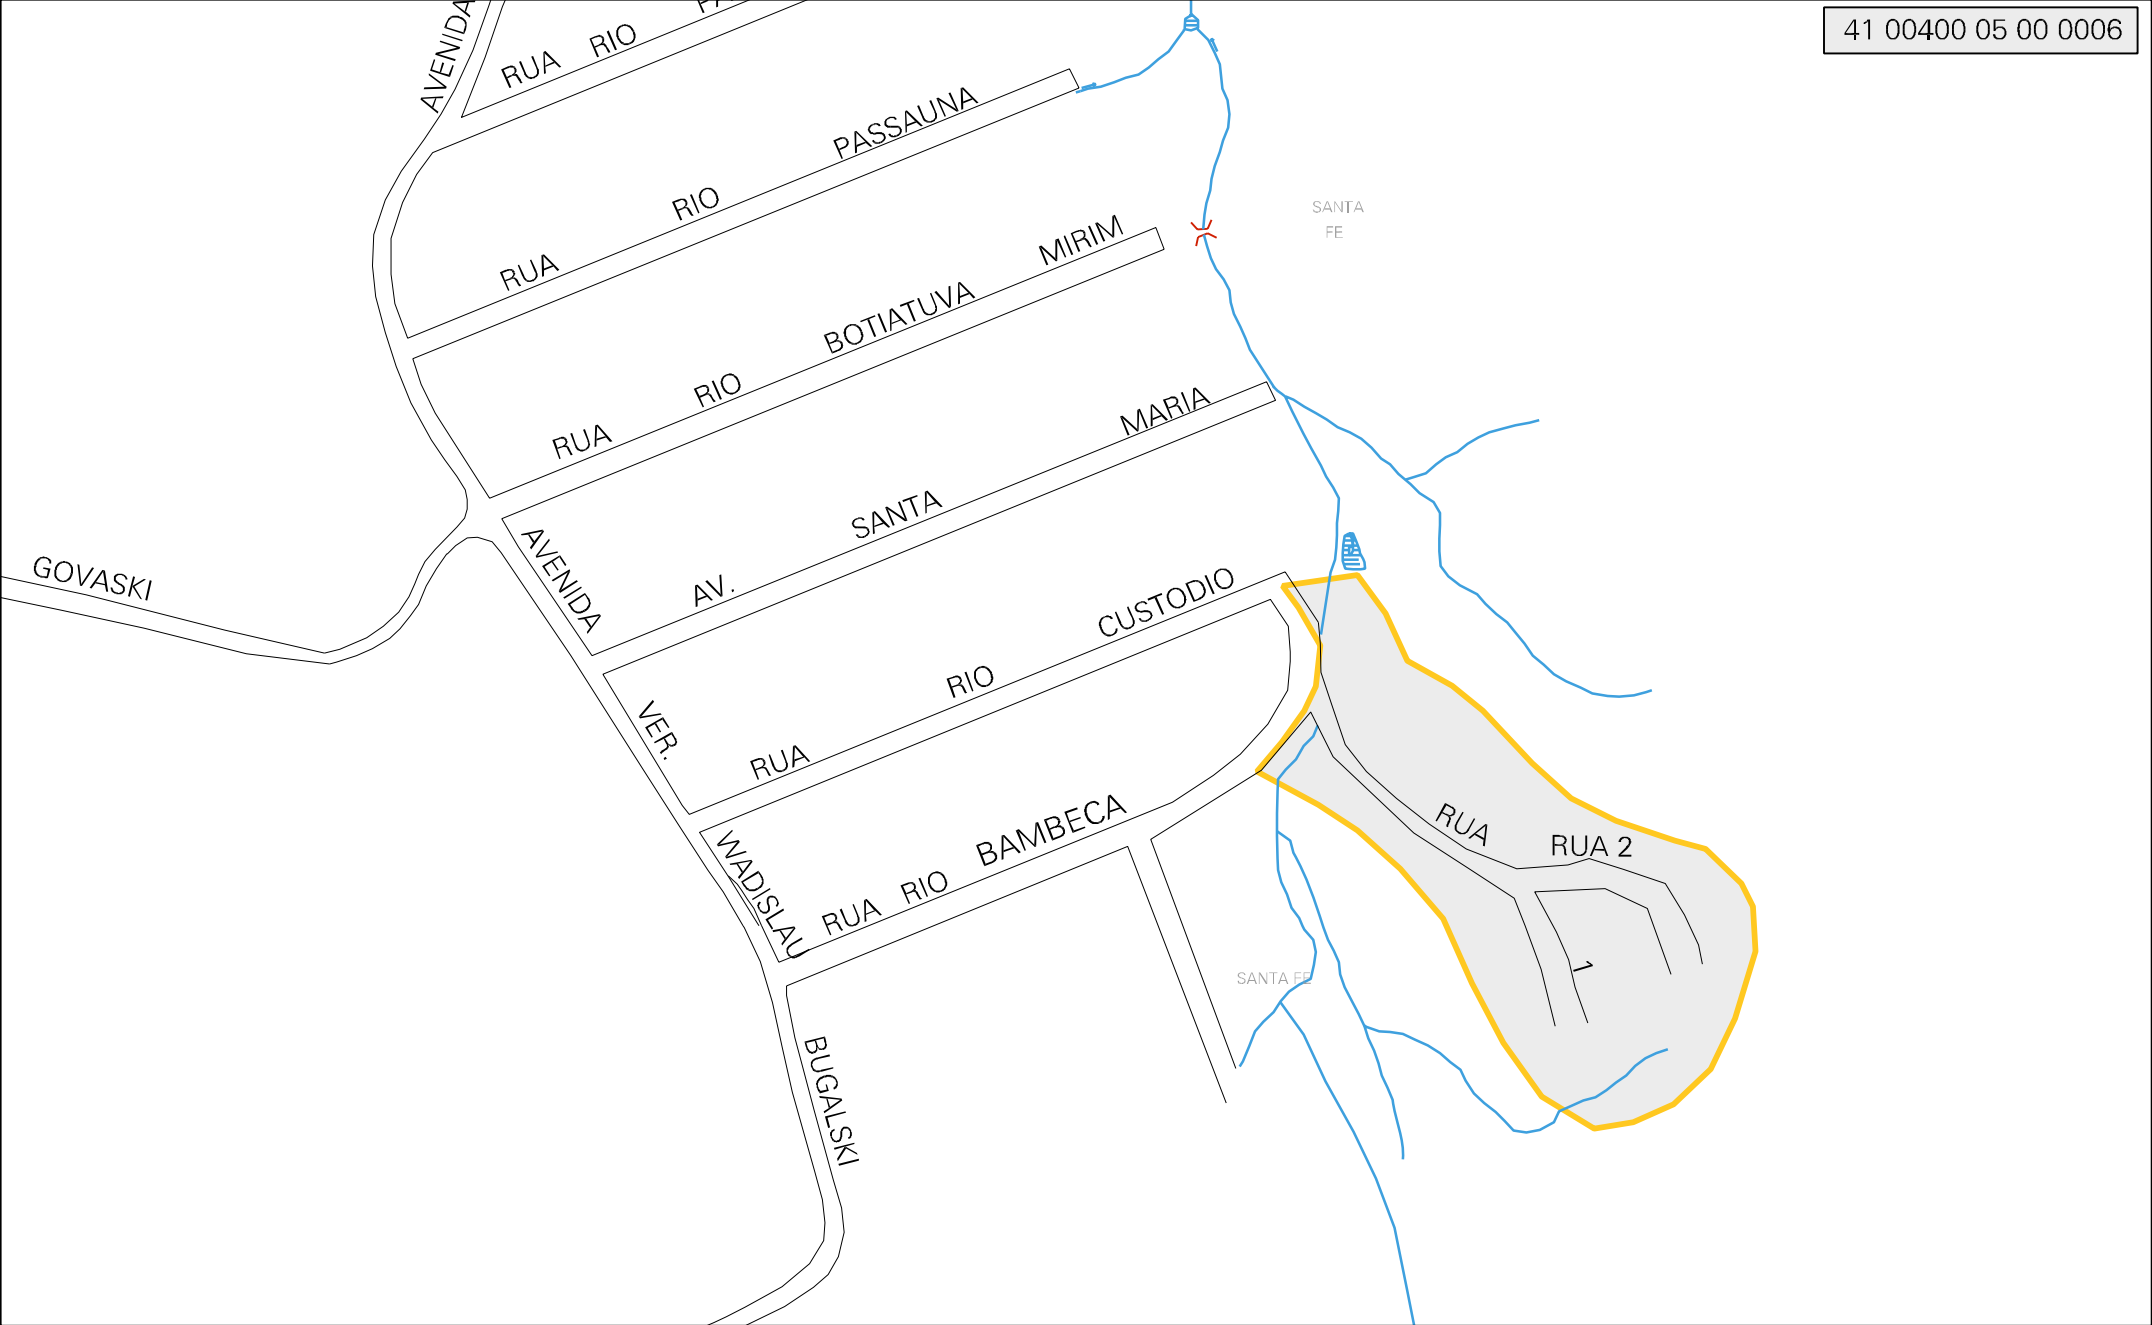 41 00400 05 00 0006
AVENIDA
RUA RIO
RUA RIO PASSAUNA
SANTA
FE
RUA RIO BOTIATUVA MIRIM
AV. SANTA MARIA
GOVASKI
RUA RIO CUSTODIO
AVENIDA VER. WADISLAU BUGALSKI
RUA RIO BAMBECA
RUA 1
RUA 2
SANTA FE